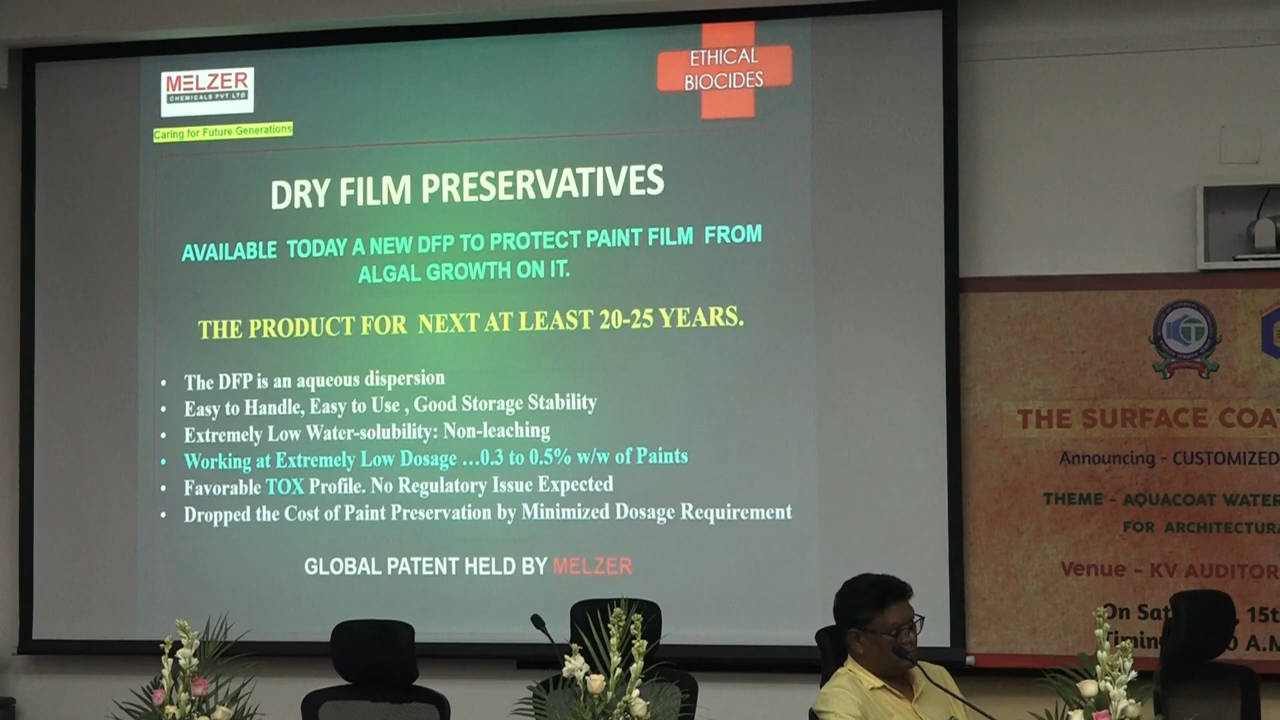 MELZER
CHEMICALS PVT LTD
Caring for Future Generations
ETHICAL
BIOCIDES
DRY FILM PRESERVATIVES
AVAILABLE TODAY A NEW DFP TO PROTECT PAINT FILM FROM
ALGAL GROWTH ON IT.
THE PRODUCT FOR NEXT AT LEAST 20-25 YEARS.
• The DFP is an aqueous dispersion
• Easy to Handle, Easy to Use , Good Storage Stability
• Extremely Low Water-solubility: Non-leaching
• Working at Extremely Low Dosage ...0.3 to 0.5% w/w of Paints
• Favorable TOX Profile. No Regulatory Issue Expected
• Dropped the Cost of Paint Preservation by Minimized Dosage Requirement
GLOBAL PATENT HELD BY MELZER
THE SURFACE
Announcing - CUSTOMIZED
THEME - AQUACOAT
FOR
Venue - KV
On 15t
A.M